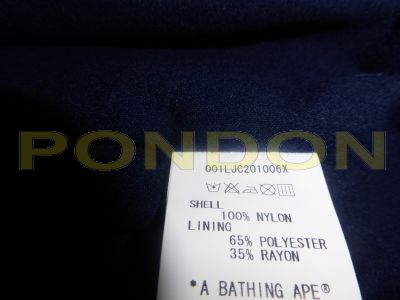 PONDON
001LJC201006X
SHELL
100% NYLON
LINING
65% POLYESTER
35% RAYON
*A BATHING APE®